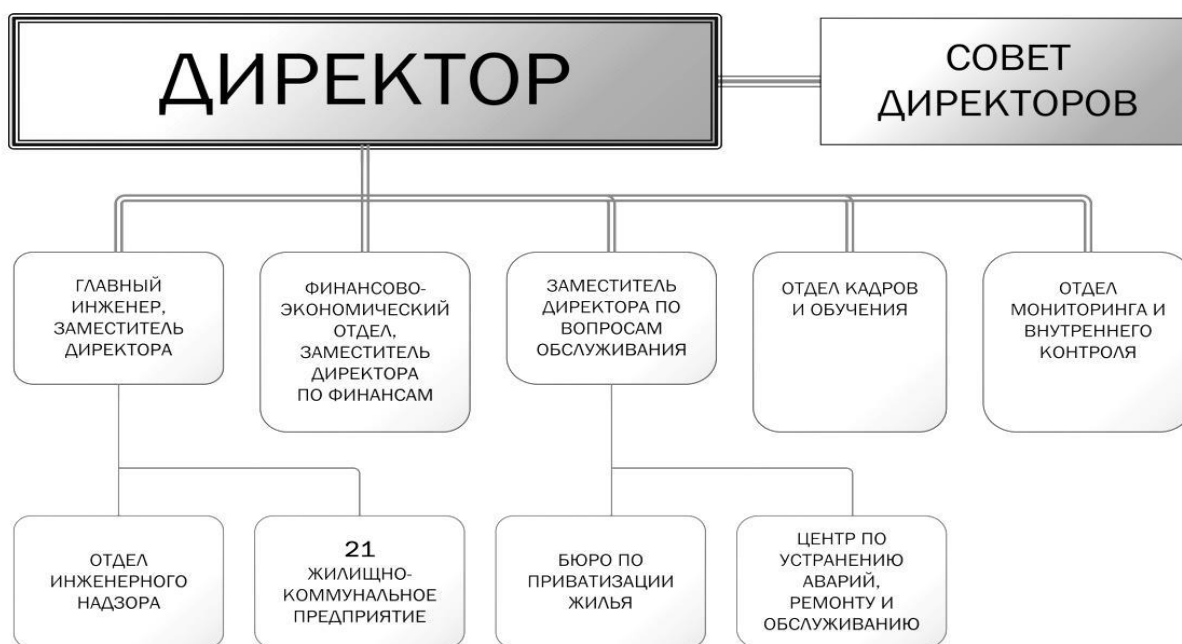 ДИРЕКТОР
СОВЕТ
ДИРЕКТОРОВ
ГЛАВНЫЙ
ИНЖЕНЕР,
ЗАМЕСТИТЕЛЬ
ДИРЕКТОРА
ФИНАНСОВО-
ЭКОНОМИЧЕСКИЙ
ОТДЕЛ,
ЗАМЕСТИТЕЛЬ
ДИРЕКТОРА
ПО ФИНАНСАМ
ЗАМЕСТИТЕЛЬ
ДИРЕКТОРА ПО
ВОПРОСАМ
ОБСЛУЖИВАНИЯ
ОТДЕЛ КАДРОВ
И ОБУЧЕНИЯ
ОТДЕЛ
МОНИТОРИНГА И
ВНУТРЕННЕГО
КОНТРОЛЯ
ОТДЕЛ
ИНЖЕНЕРНОГО
НАДЗОРА
21
ЖИЛИЩНО-
КОММУНАЛЬНОЕ
ПРЕДПРИЯТИЕ
БЮРО ПО
ПРИВАТИЗАЦИИ
ЖИЛЬЯ
ЦЕНТР ПО
УСТРАНЕНИЮ
АВАРИЙ,
РЕМОНТУ И
ОБСЛУЖИВАНИЮ